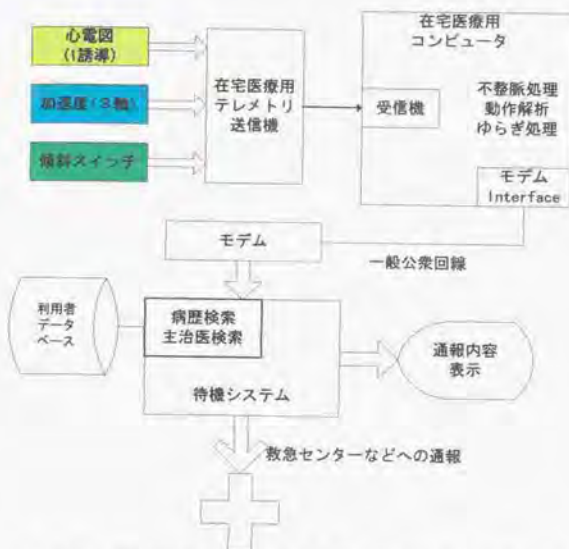 心電図
(I誘導)
加速度(3軸)
傾斜スイッチ
在宅医療用
テレメトリ
送信機
在宅医療用
コンピュータ
受信機
不整脈処理
動作解析
ゆらぎ処理
モデム
Interface
モデム
一般公衆回線
利用者
データ
ベース
病歴検索
主治医検索
待機システム
通報内容
表示
救急センターなどへの通報